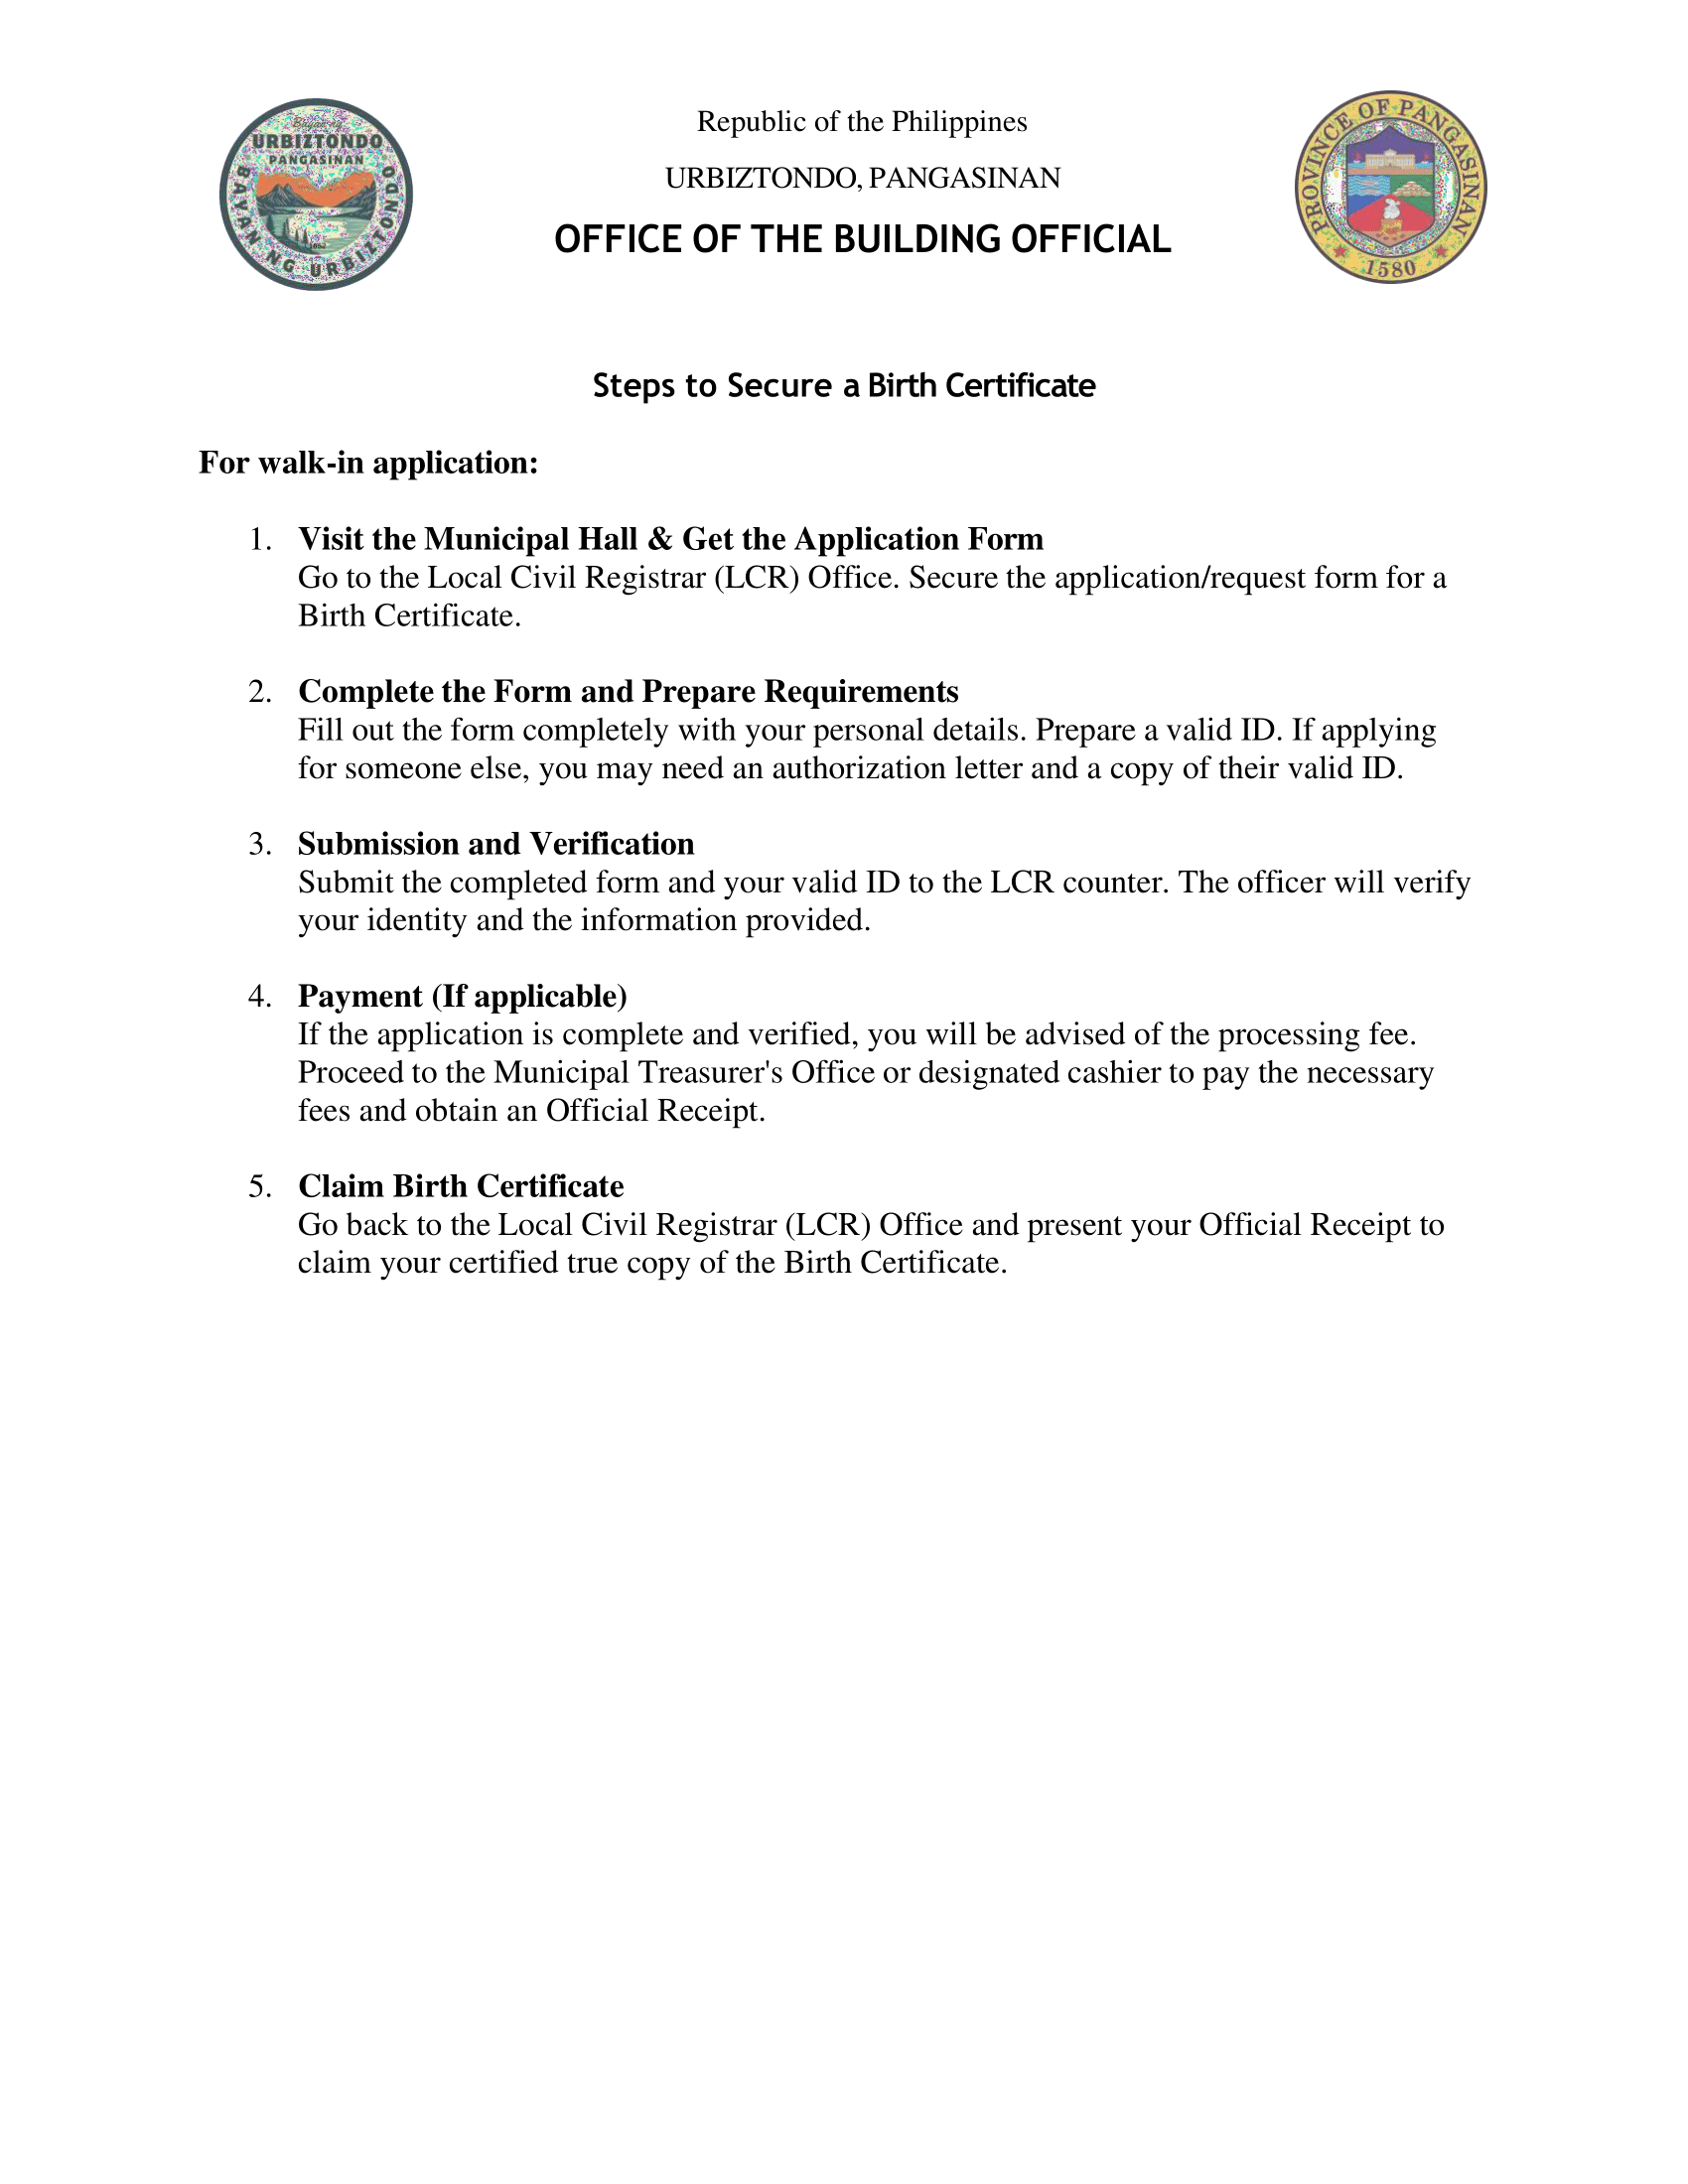 Bayan ng
URBIZTONDO
PANGASINAN
BAYAN NG URBIZTONDO
Republic of the Philippines
URBIZTONDO, PANGASINAN
OFFICE OF THE BUILDING OFFICIAL
PROVINCE OF PANGASINAN
1580
Steps to Secure a Birth Certificate
For walk-in application:
1. Visit the Municipal Hall & Get the Application Form
Go to the Local Civil Registrar (LCR) Office. Secure the application/request form for a
Birth Certificate.
2. Complete the Form and Prepare Requirements
Fill out the form completely with your personal details. Prepare a valid ID. If applying
for someone else, you may need an authorization letter and a copy of their valid ID.
3. Submission and Verification
Submit the completed form and your valid ID to the LCR counter. The officer will verify
your identity and the information provided.
4. Payment (If applicable)
If the application is complete and verified, you will be advised of the processing fee.
Proceed to the Municipal Treasurer's Office or designated cashier to pay the necessary
fees and obtain an Official Receipt.
5. Claim Birth Certificate
Go back to the Local Civil Registrar (LCR) Office and present your Official Receipt to
claim your certified true copy of the Birth Certificate.